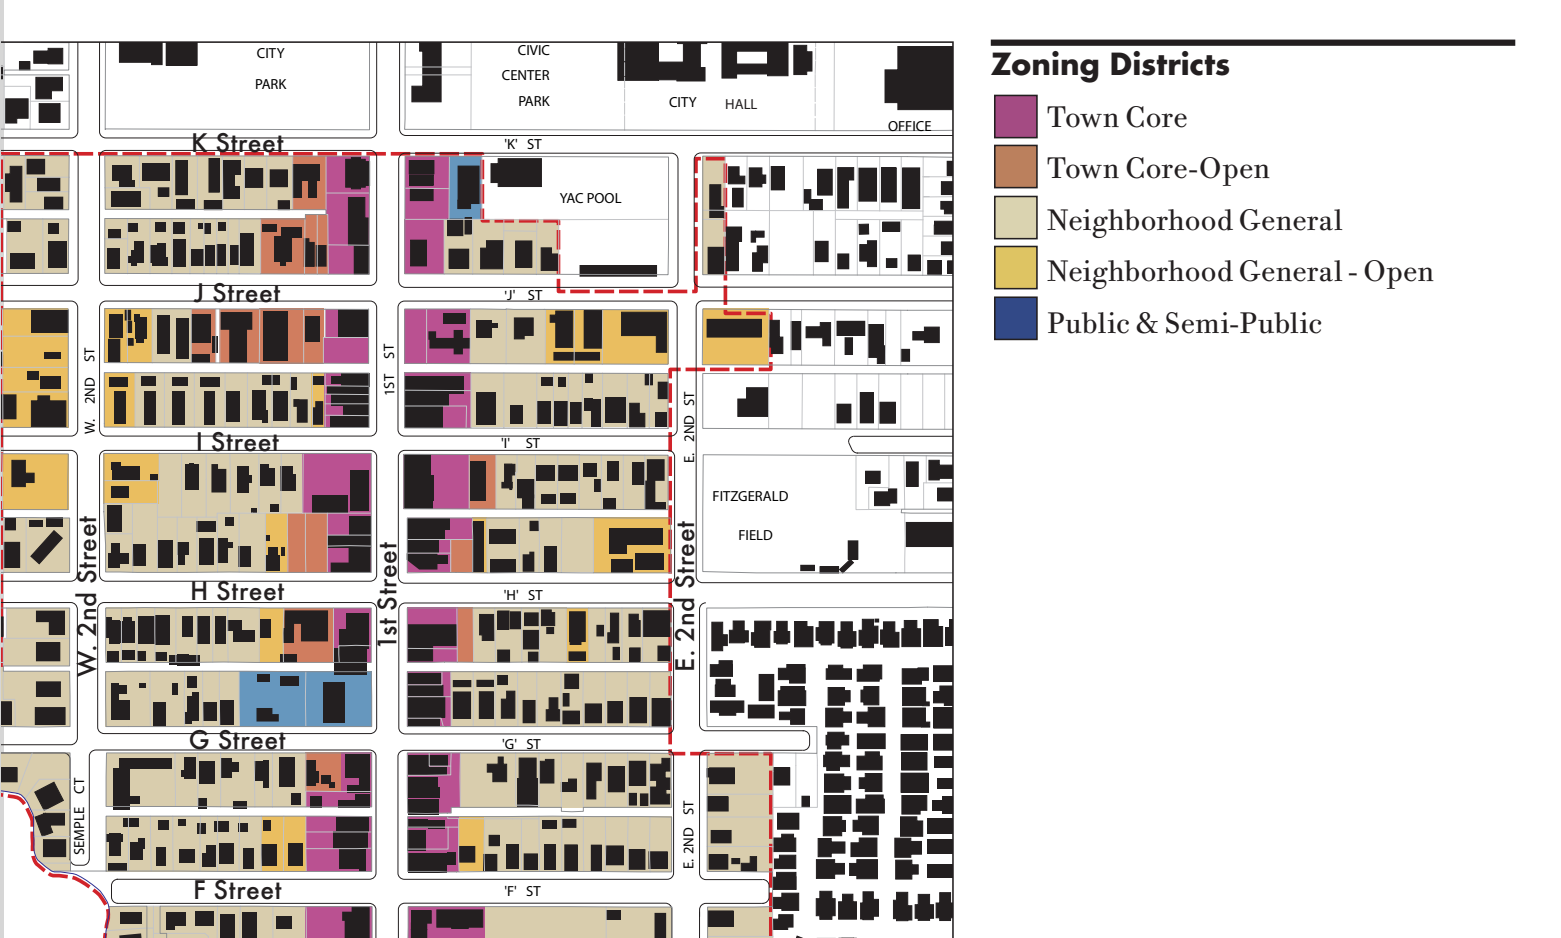 CITY
PARK
CIVIC
CENTER
PARK
CITY HALL
OFFICE
K Street
'K' ST
YAC POOL
J Street
'J' ST
W. 2ND ST
1ST ST
E. 2ND ST
I Street
'I' ST
FITZGERALD
FIELD
W. 2nd Street
1st Street
E. 2nd Street
H Street
'H' ST
G Street
'G' ST
SEMPLE CT
E. 2ND ST
F Street
'F' ST
Zoning Districts
Town Core
Town Core-Open
Neighborhood General
Neighborhood General - Open
Public & Semi-Public